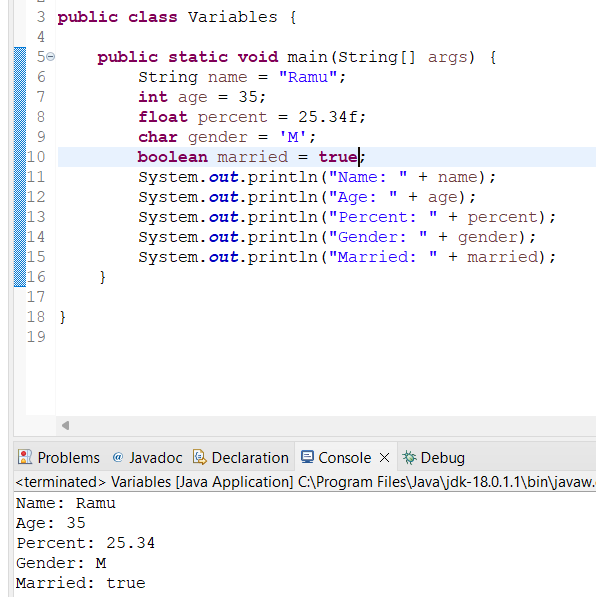 3 public class Variables {
4
5 public static void main(String[] args) {
6 String name = "Ramu";
7 int age = 35;
8 float percent = 25.34f;
9 char gender = 'M';
10 boolean married = true;
11 System.out.println("Name: " + name);
12 System.out.println("Age: " + age);
13 System.out.println("Percent: " + percent);
14 System.out.println("Gender: " + gender);
15 System.out.println("Married: " + married);
16 }
17
18 }
19
Problems @ Javadoc Declaration Console Debug
<terminated> Variables [Java Application] C:\Program Files\Java\jdk-18.0.1.1\bin\javaw.
Name: Ramu
Age: 35
Percent: 25.34
Gender: M
Married: true